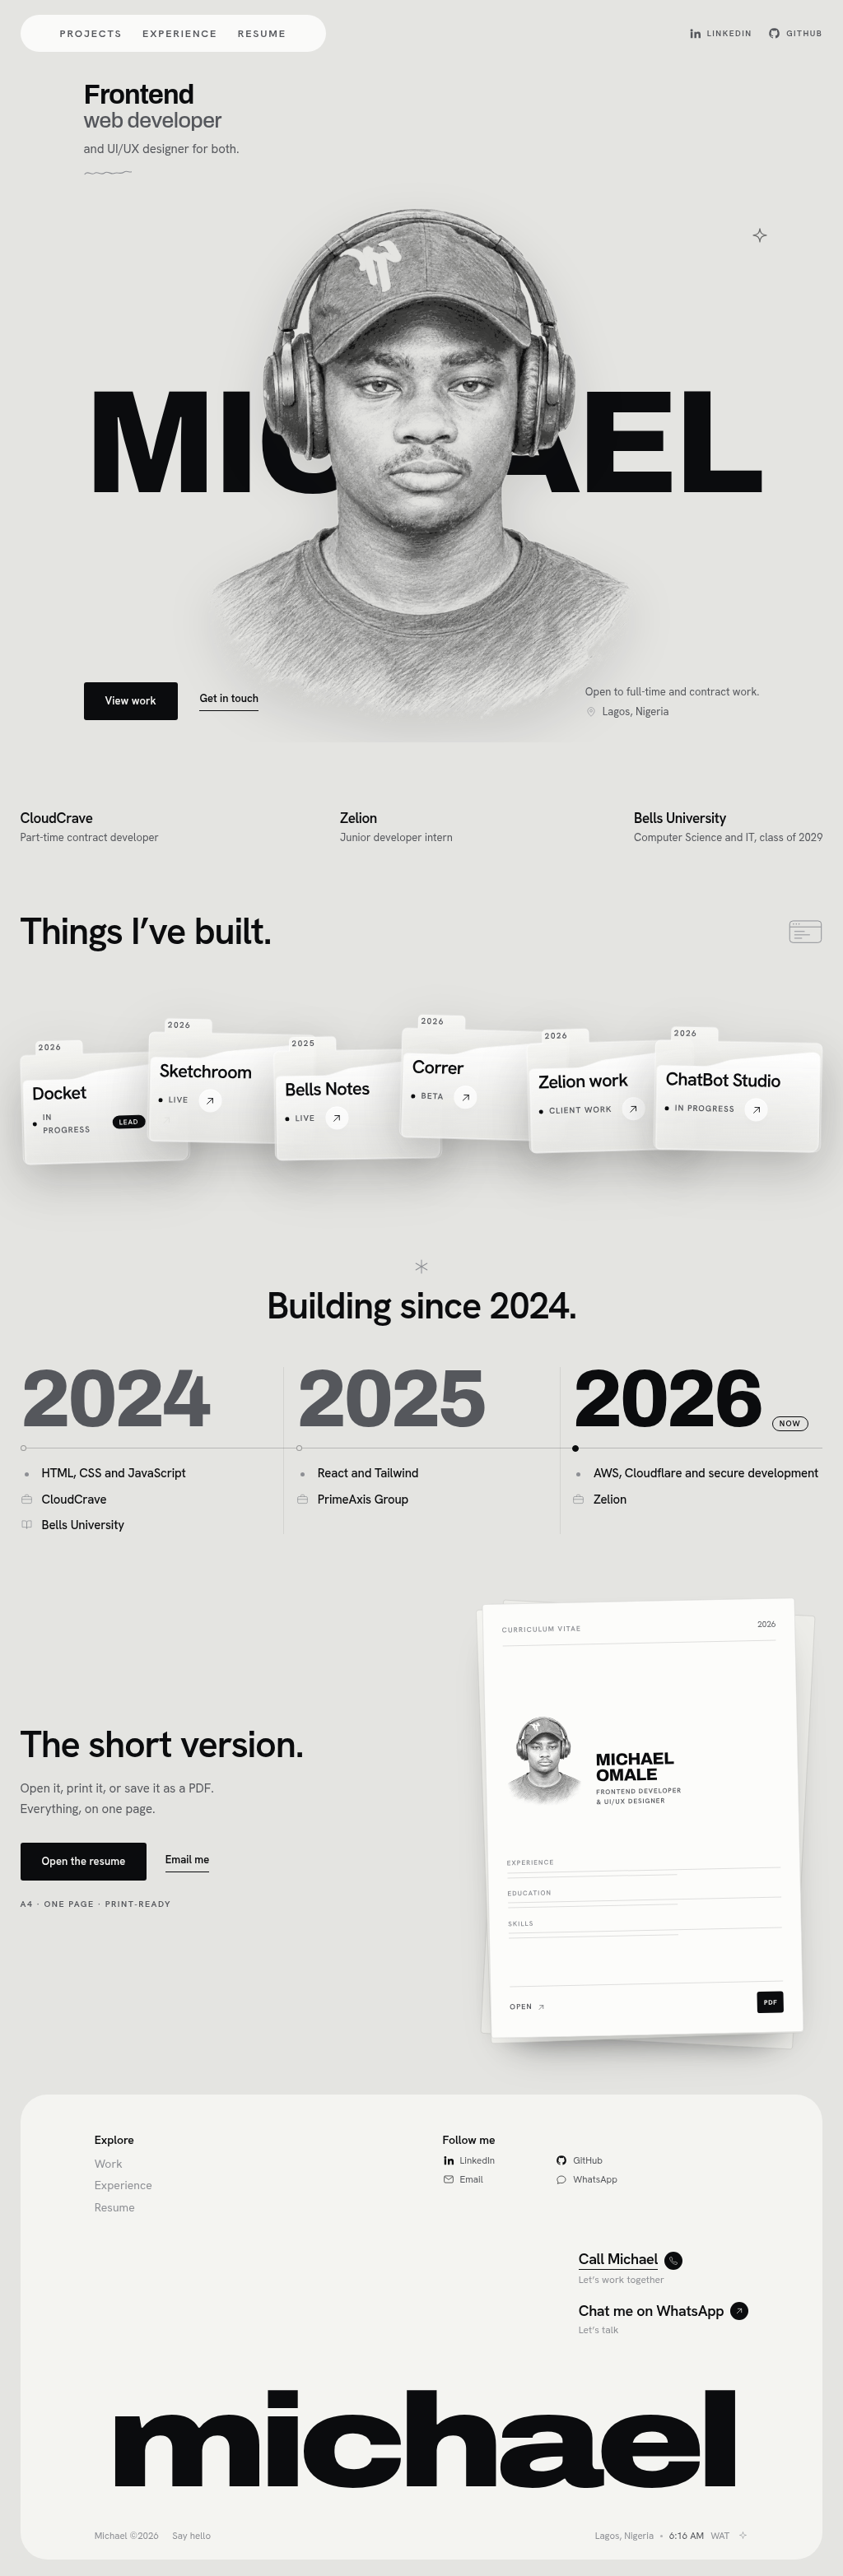 PROJECTS EXPERIENCE RESUME
LINKEDIN GITHUB
Frontend
web developer
and UI/UX designer for both.
MICHAEL
View work
Get in touch
Open to full-time and contract work.
Lagos, Nigeria
CloudCrave
Part-time contract developer
Zelion
Junior developer intern
Bells University
Computer Science and IT, class of 2029
Things I’ve built.
2026
Docket
IN
PROGRESS
LEAD
2026
Sketchroom
LIVE
2025
Bells Notes
LIVE
2026
Correr
BETA
2026
Zelion work
CLIENT WORK
2026
ChatBot Studio
IN PROGRESS
Building since 2024.
2024
HTML, CSS and JavaScript
CloudCrave
Bells University
2025
React and Tailwind
PrimeAxis Group
2026
NOW
AWS, Cloudflare and secure development
Zelion
The short version.
Open it, print it, or save it as a PDF.
Everything, on one page.
Open the resume
Email me
A4 · ONE PAGE · PRINT-READY
CURRICULUM VITAE
2026
MICHAEL
OMALE
FRONTEND DEVELOPER
& UI/UX DESIGNER
EXPERIENCE
EDUCATION
SKILLS
OPEN
PDF
Explore
Work
Experience
Resume
Follow me
LinkedIn
GitHub
Email
WhatsApp
Call Michael
Let’s work together
Chat me on WhatsApp
Let’s talk
michael
Michael ©2026 Say hello
Lagos, Nigeria • 6:16 AM WAT